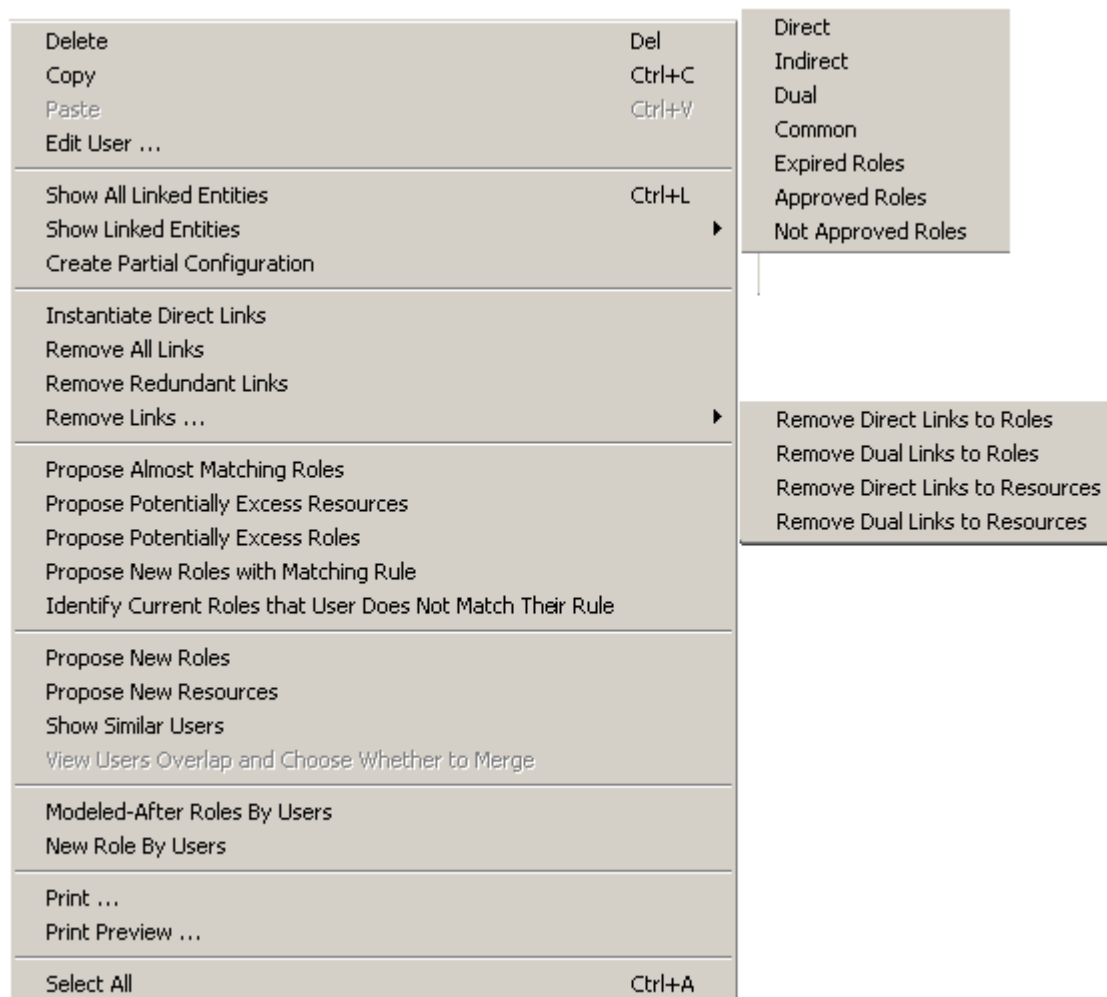 Delete Del
Copy Ctrl+C
Paste Ctrl+V
Edit User ...
Show All Linked Entities Ctrl+L
Show Linked Entities
Create Partial Configuration
Instantiate Direct Links
Remove All Links
Remove Redundant Links
Remove Links ...
Propose Almost Matching Roles
Propose Potentially Excess Resources
Propose Potentially Excess Roles
Propose New Roles with Matching Rule
Identify Current Roles that User Does Not Match Their Rule
Propose New Roles
Propose New Resources
Show Similar Users
View Users Overlap and Choose Whether to Merge
Modeled-After Roles By Users
New Role By Users
Print ...
Print Preview ...
Select All Ctrl+A
Direct
Indirect
Dual
Common
Expired Roles
Approved Roles
Not Approved Roles
Remove Direct Links to Roles
Remove Dual Links to Roles
Remove Direct Links to Resources
Remove Dual Links to Resources